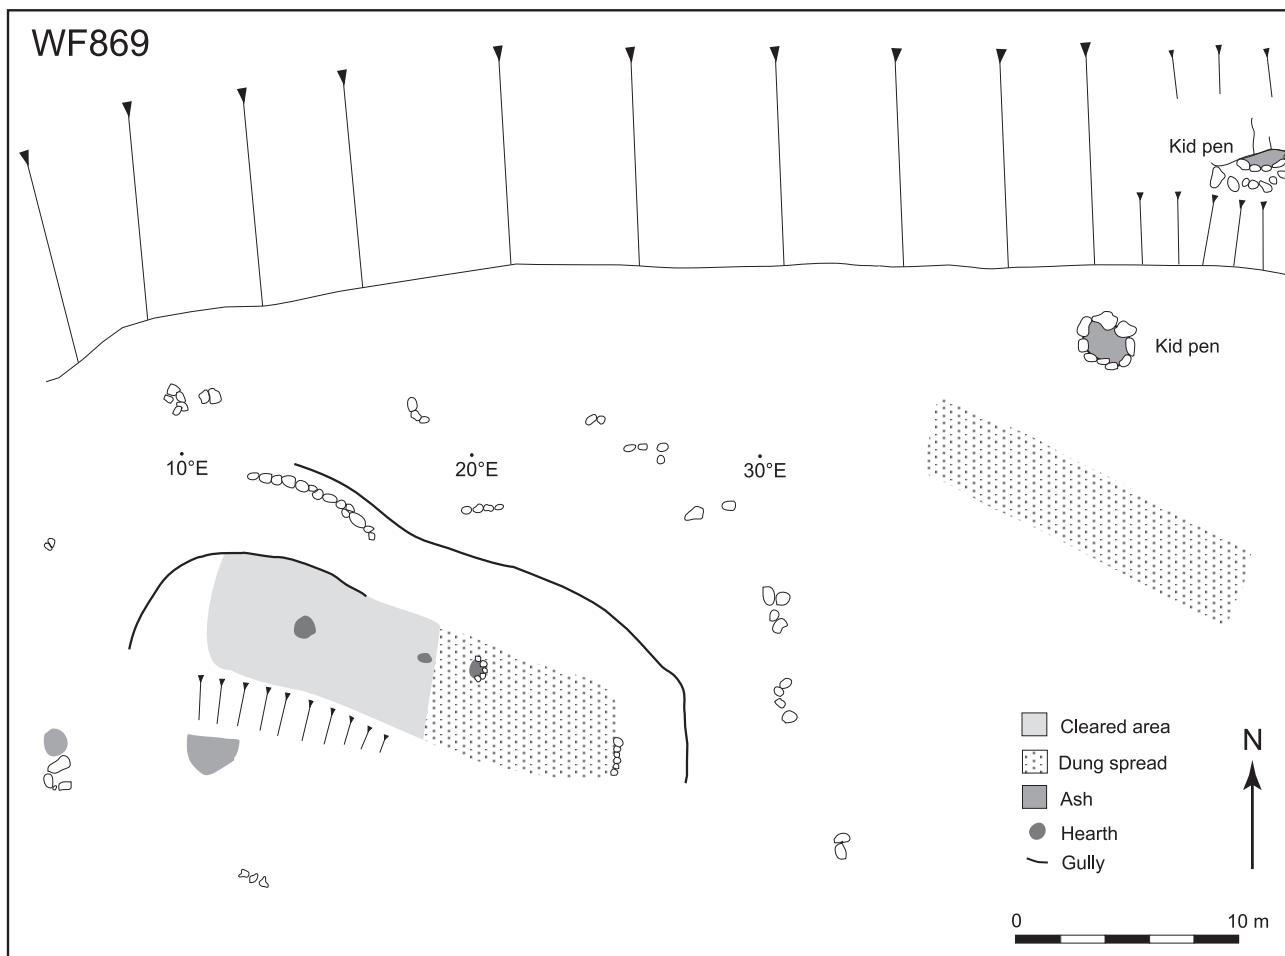 WF869
Kid pen
Kid pen
10°E
20°E
30°E
Cleared area
Dung spread
Ash
Hearth
Gully
N
0
10 m